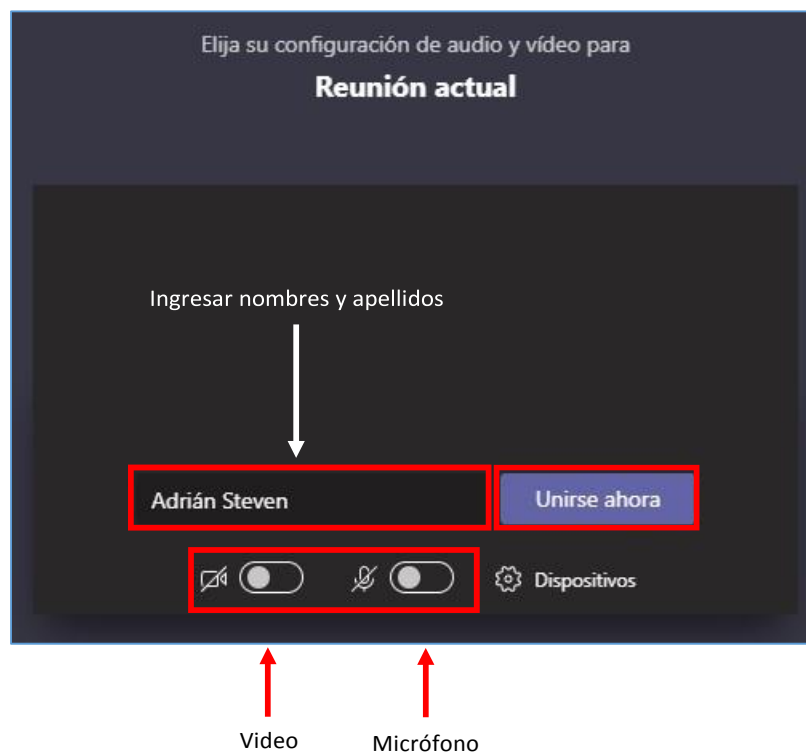 Elija su configuración de audio y vídeo para
Reunión actual
Ingresar nombres y apellidos
Adrián Steven
Unirse ahora
Dispositivos
Video
Micrófono